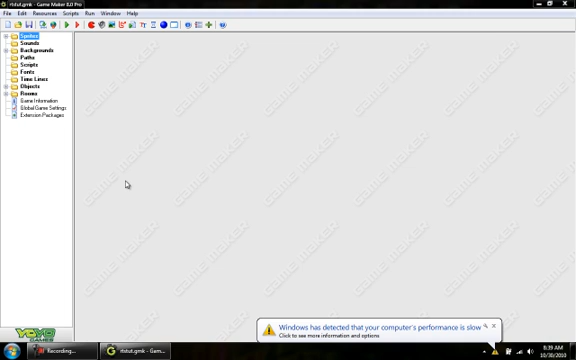 rtstut.gmk - Game Maker 8.0 Pro
File Edit Resources Scripts Run Window Help
Sprites
Sounds
Backgrounds
Paths
Scripts
Fonts
Time Lines
Objects
Rooms
Game Information
Global Game Settings
Extension Packages
GAME MAKER
YOYO
GAMES
Windows has detected that your computer's performance is slow
Click to see more information and options
Recording...
rtstut.gmk - Gam...
8:39 AM
10/30/2010